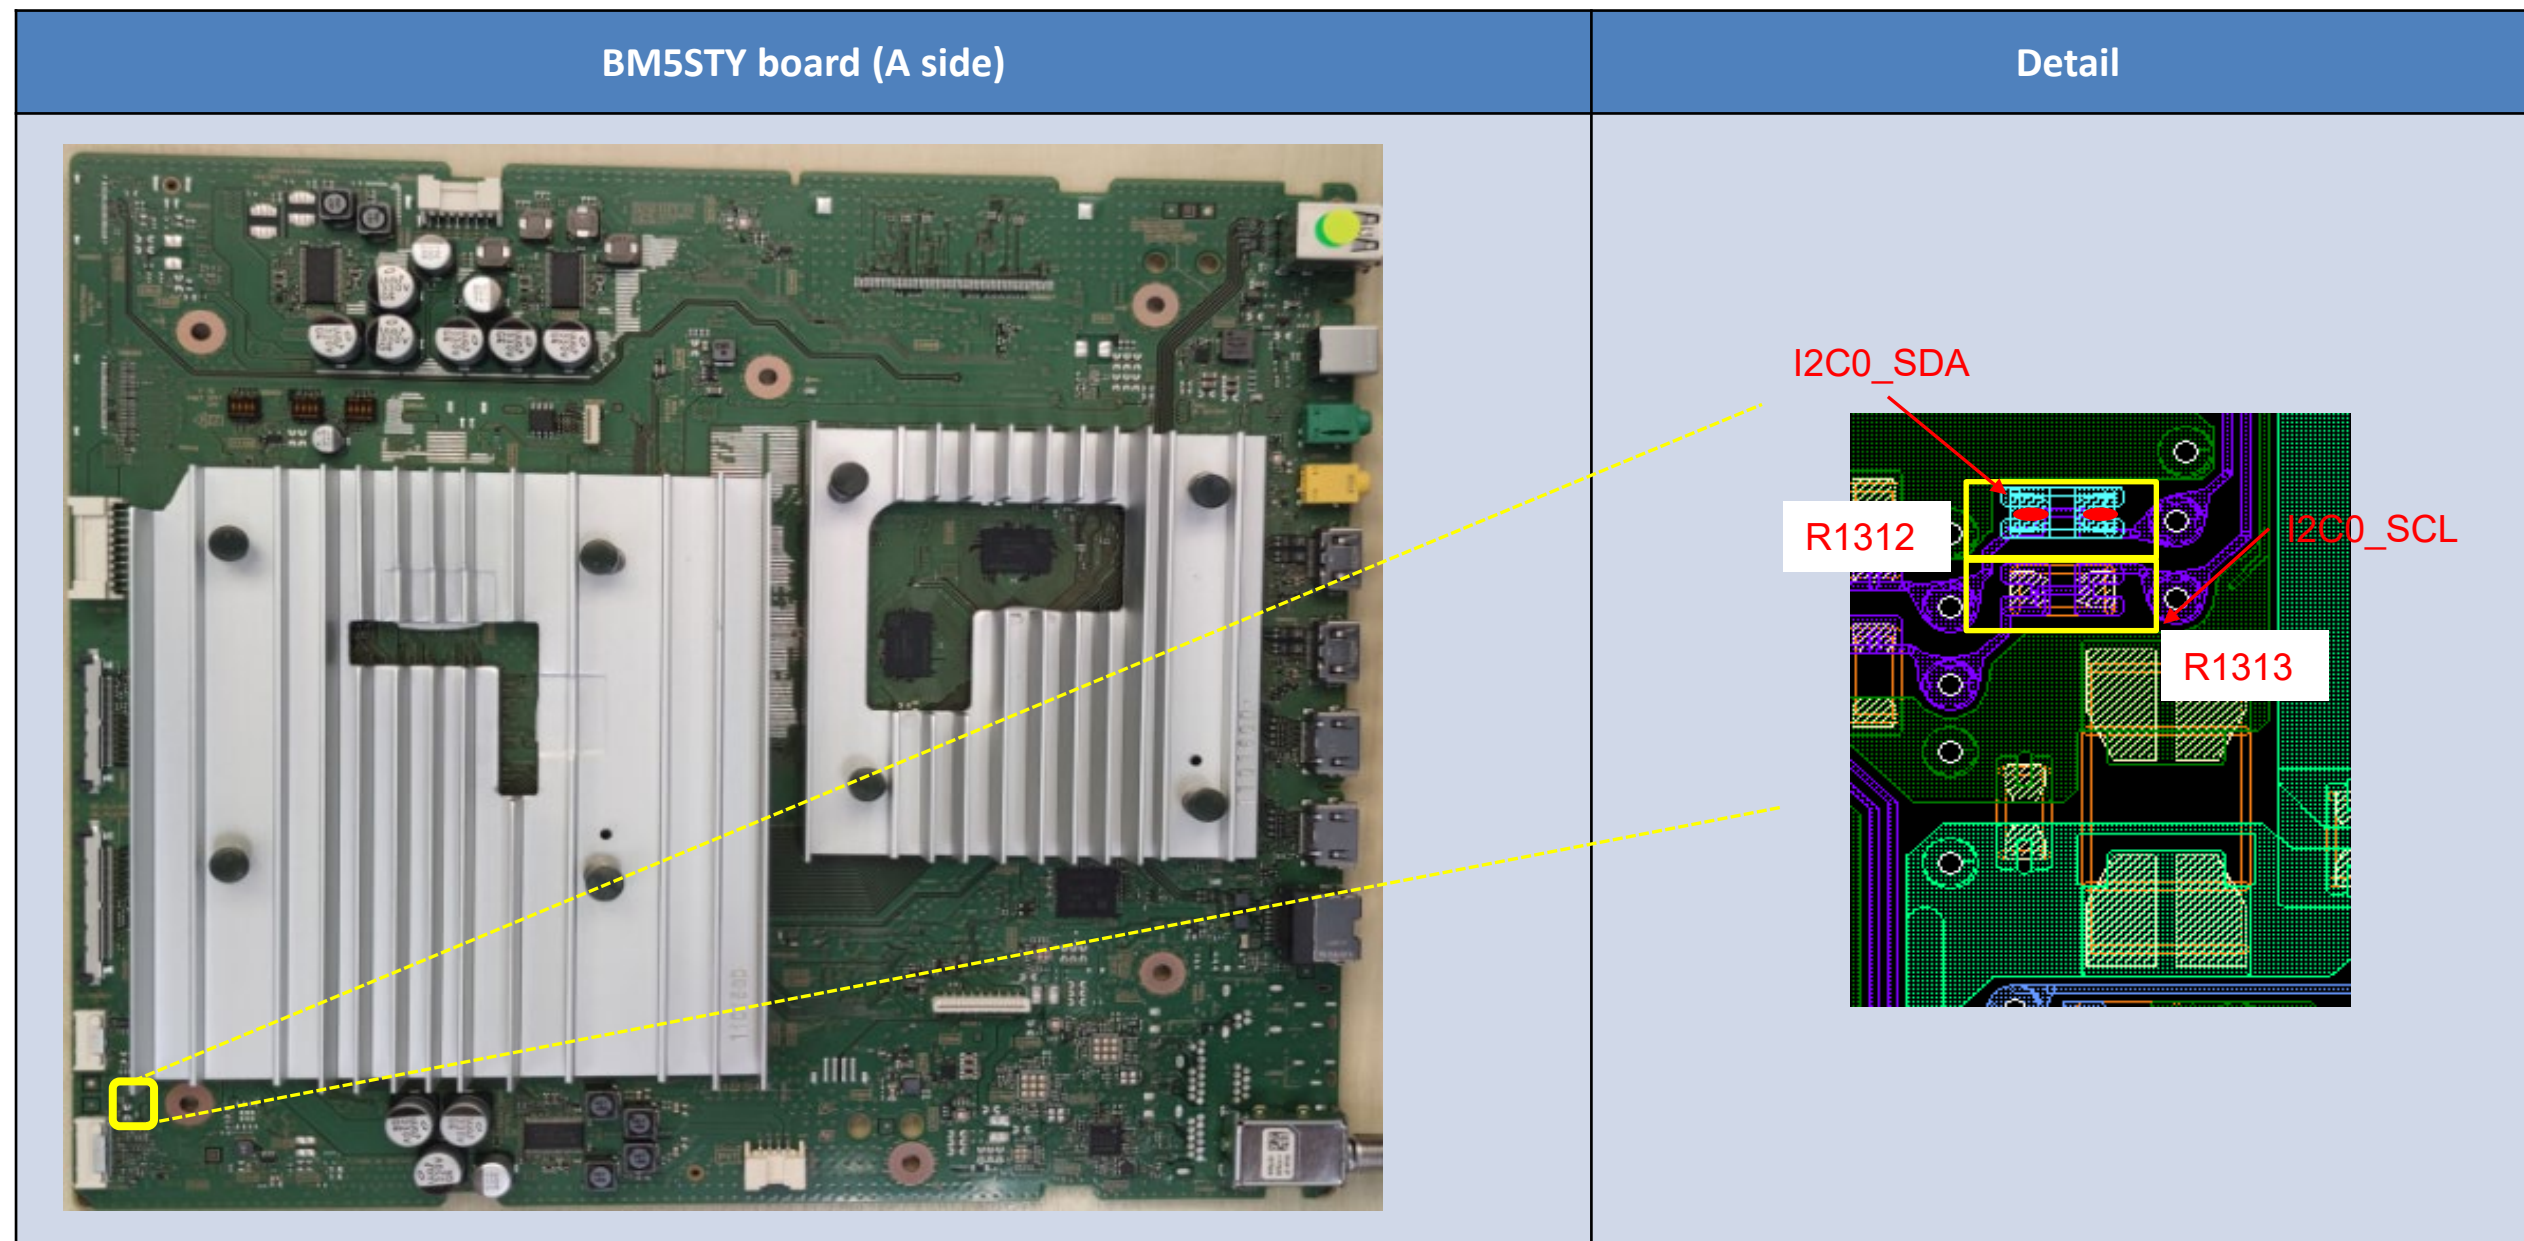 BM5STY board (A side)
Detail
I2C0_SDA
R1312
I2C0_SCL
R1313